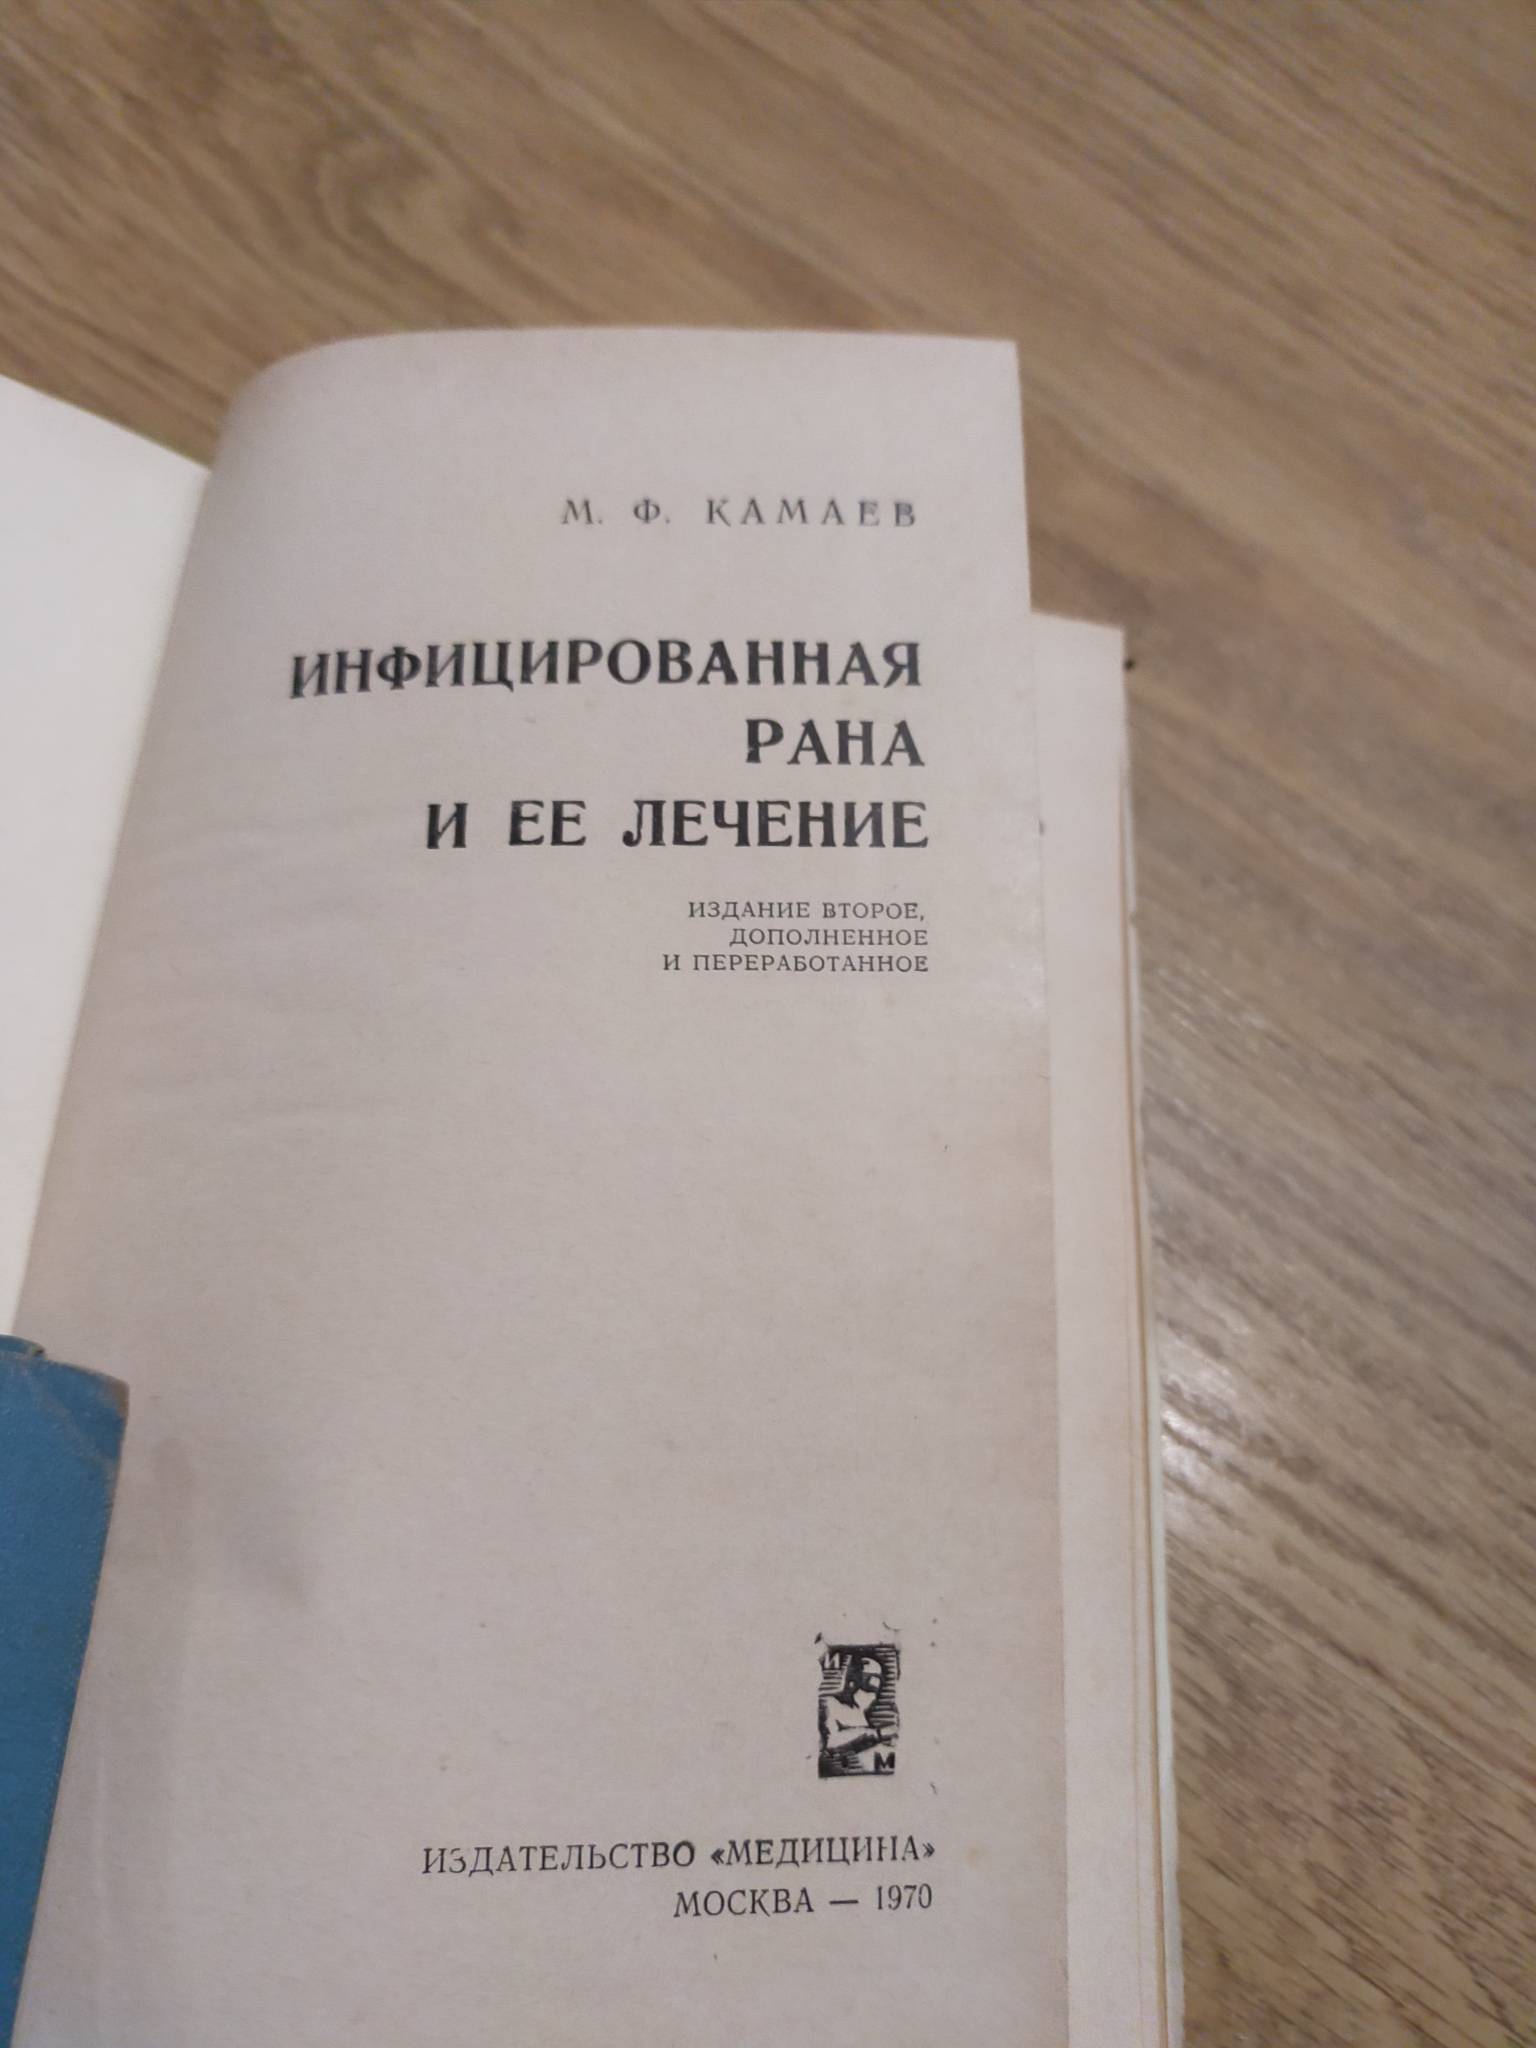 М. Ф. КАМАЕВ
ИНФИЦИРОВАННАЯ
РАНА
И ЕЕ ЛЕЧЕНИЕ
ИЗДАНИЕ ВТОРОЕ,
ДОПОЛНЕННОЕ
И ПЕРЕРАБОТАННОЕ
И
М
ИЗДАТЕЛЬСТВО «МЕДИЦИНА»
МОСКВА — 1970